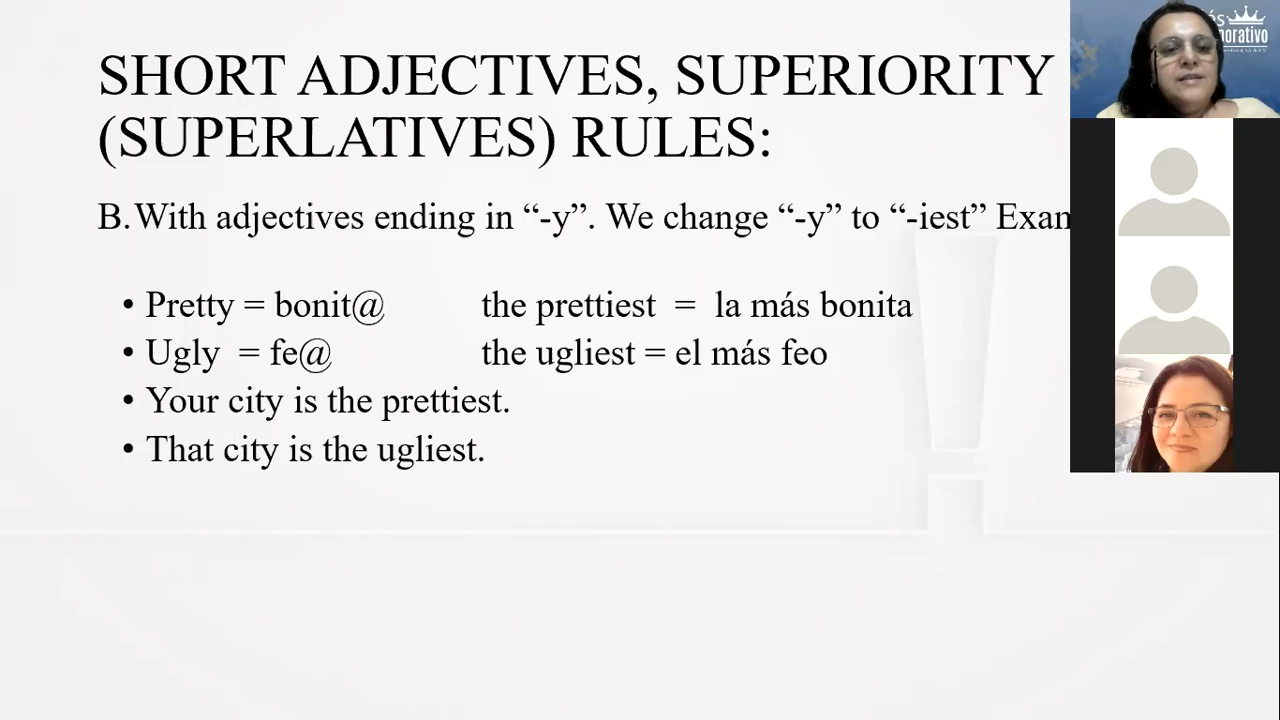 SHORT ADJECTIVES, SUPERIORITY
(SUPERLATIVES) RULES:
B. With adjectives ending in “-y”. We change “-y” to “-iest” Exam
• Pretty = bonit@ the prettiest = la más bonita
• Ugly = fe@ the ugliest = el más feo
• Your city is the prettiest.
• That city is the ugliest.